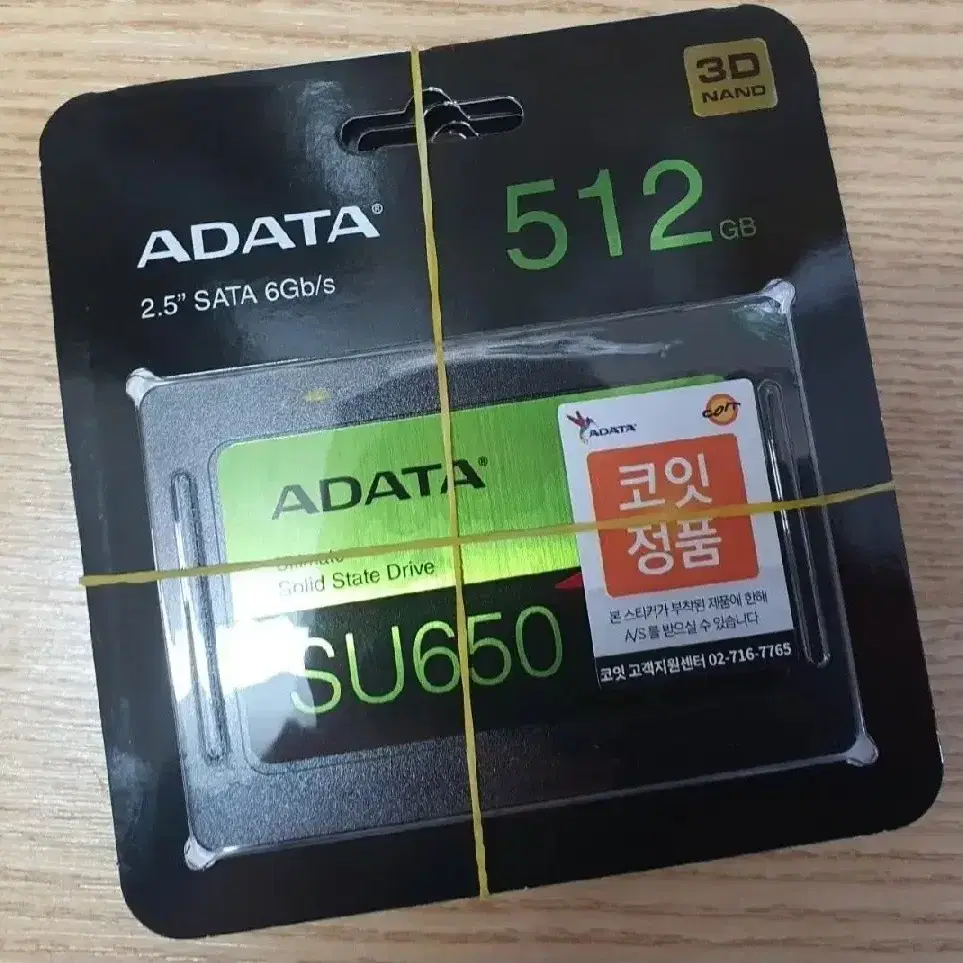 3D
NAND
512GB
ADATA®
2.5" SATA 6Gb/s
ADATA®
Solid State Drive
SU650
ADATA
COIT
코잇
정품
본 스티커가 부착된 제품에 한해
A/S 를 받으실 수 있습니다
코잇 고객지원센터 02-716-7765